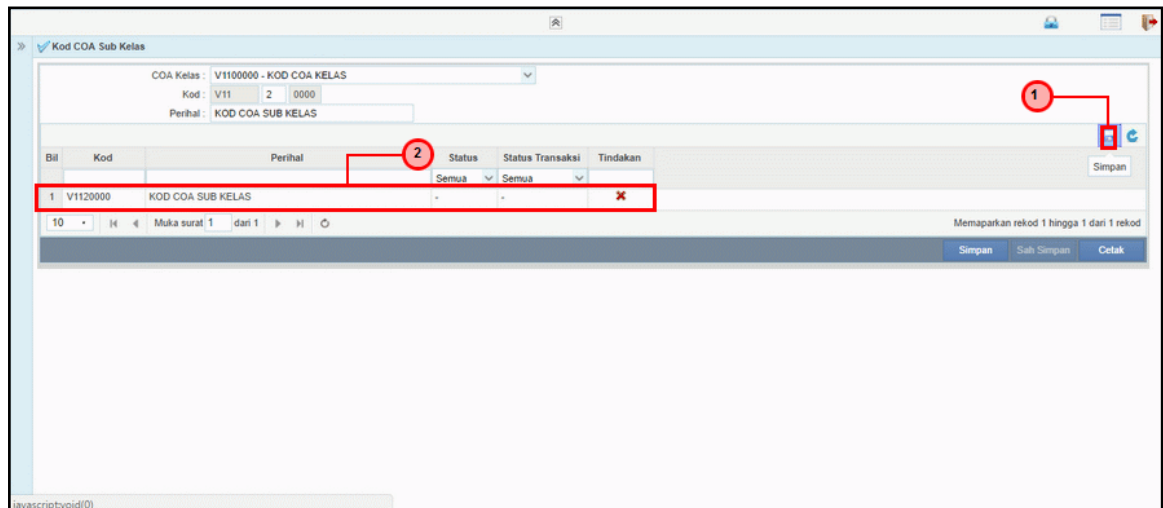 Kod COA Sub Kelas
COA Kelas : V1100000 - KOD COA KELAS
Kod : V11 2 0000
Perihal : KOD COA SUB KELAS
1
Simpan
2
Bil Kod Perihal Status Status Transaksi Tindakan
Semua Semua
1 V1120000 KOD COA SUB KELAS - -
10 Muka surat 1 dari 1 Memaparkan rekod 1 hingga 1 dari 1 rekod
Simpan Sah Simpan Cetak
javascript:void(0)